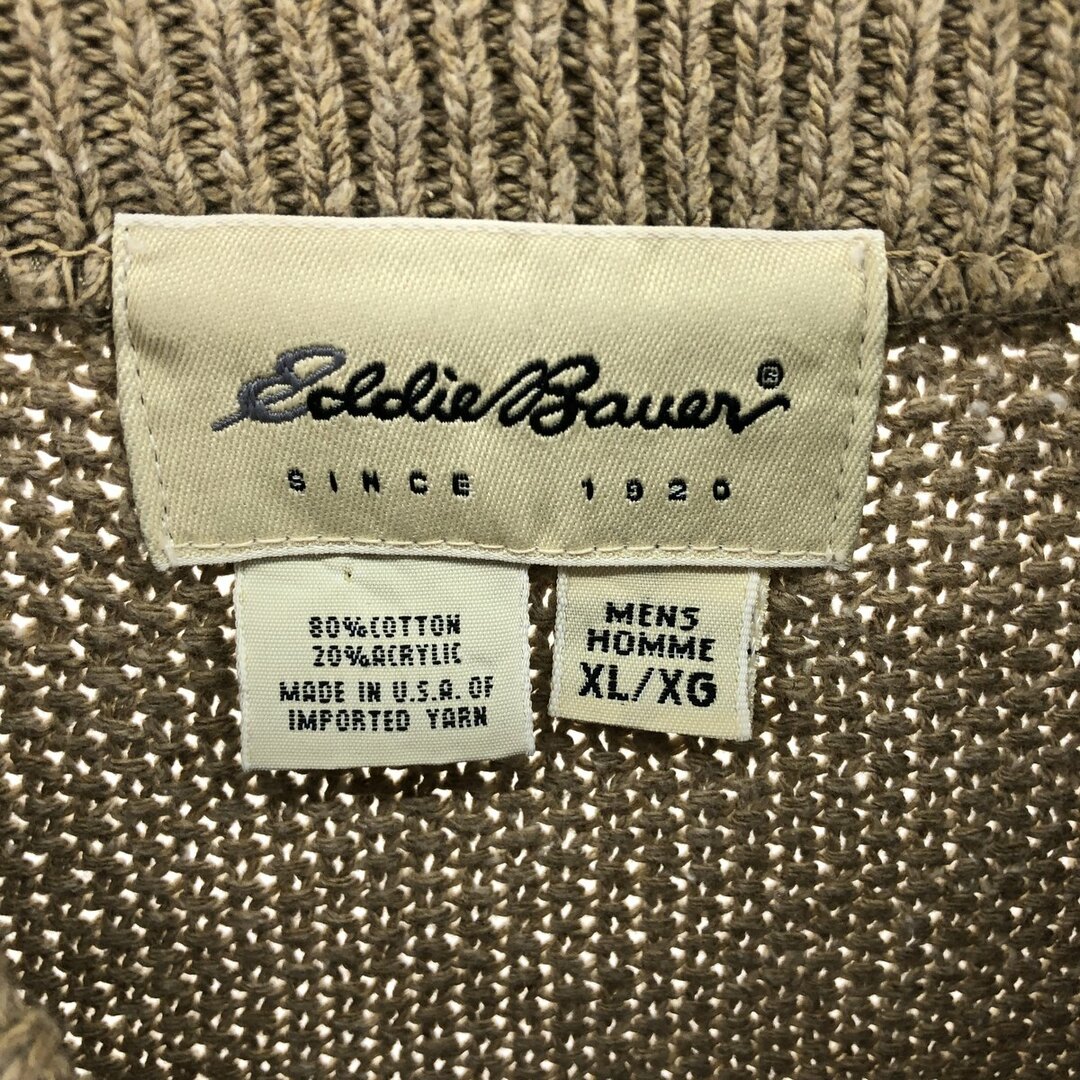 Eddie Bauer®
SINCE 1920
80%COTTON
20%ACRYLIC
MADE IN U.S.A. OF
IMPORTED YARN
MENS
HOMME
XL/XG